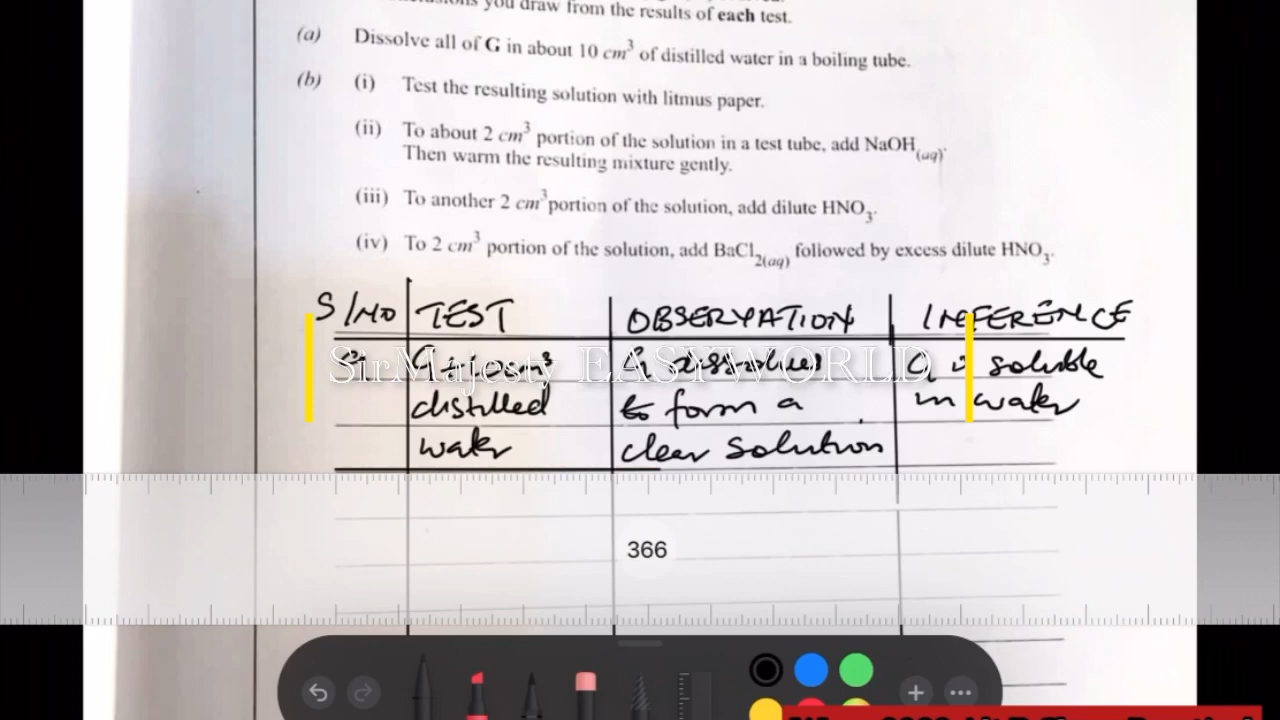 you draw from the results of each test.
(a) Dissolve all of G in about 10 cm³ of distilled water in a boiling tube.
(b) (i) Test the resulting solution with litmus paper.
(ii) To about 2 cm³ portion of the solution in a test tube, add NaOH(aq).
Then warm the resulting mixture gently.
(iii) To another 2 cm³ portion of the solution, add dilute HNO₃.
(iv) To 2 cm³ portion of the solution, add BaCl₂(aq) followed by excess dilute HNO₃.
S/NO TEST OBSERVATION INFERENCE
SirMajesty EASYWORLD
dissolves G is soluble
distilled to form a in water
water clear solution
366